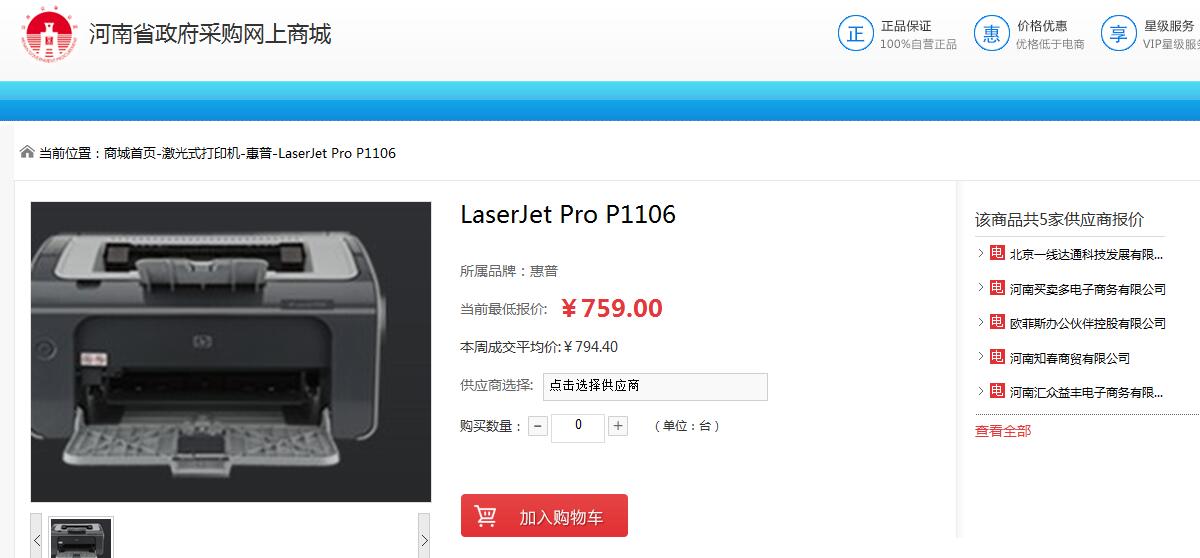 河南省政府采购网上商城
正
正品保证
100%自营正品
惠
价格优惠
优格低于电商
享
星级服务
VIP星级服务
当前位置：商城首页-激光式打印机-惠普-LaserJet Pro P1106
LaserJet Pro P1106
所属品牌：惠普
当前最低报价: ￥759.00
本周成交平均价:￥794.40
供应商选择: 点击选择供应商
购买数量： − 0 + （单位：台）
加入购物车
该商品共5家供应商报价
电 北京一线达通科技发展有限...
电 河南买卖多电子商务有限公司
电 欧菲斯办公伙伴控股有限公司
电 河南知春商贸有限公司
电 河南汇众益丰电子商务有限...
查看全部
hp